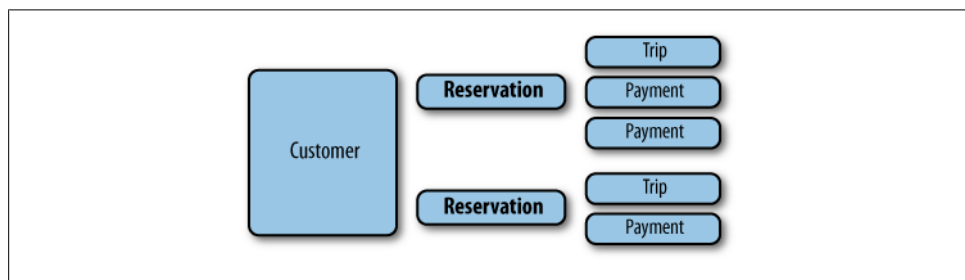 Customer
Reservation
Trip
Payment
Payment
Reservation
Trip
Payment